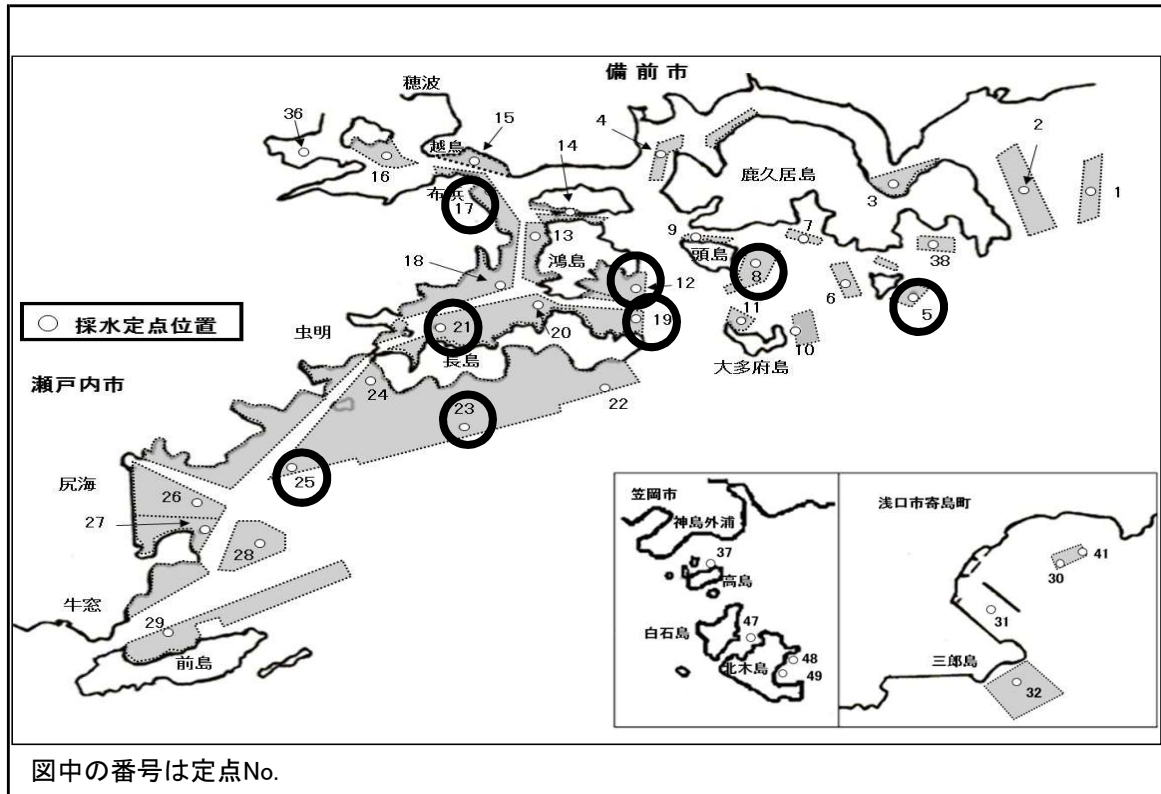 備前市
穂波
36
15
4
2
越島
14
16
鹿久居島
布浜
17
3
1
9
7
13
頭島
38
18
鴻島
12
8
6
5
○ 採水定点位置
19
11
21
20
10
虫明
長島
大多府島
瀬戸内市
24
22
23
尻海
25
26
27
28
牛窓
29
前島
笠岡市
神島外浦
37
高島
47
白石島
48
北木島
49
浅口市寄島町
41
30
31
三郎島
32
図中の番号は定点No.